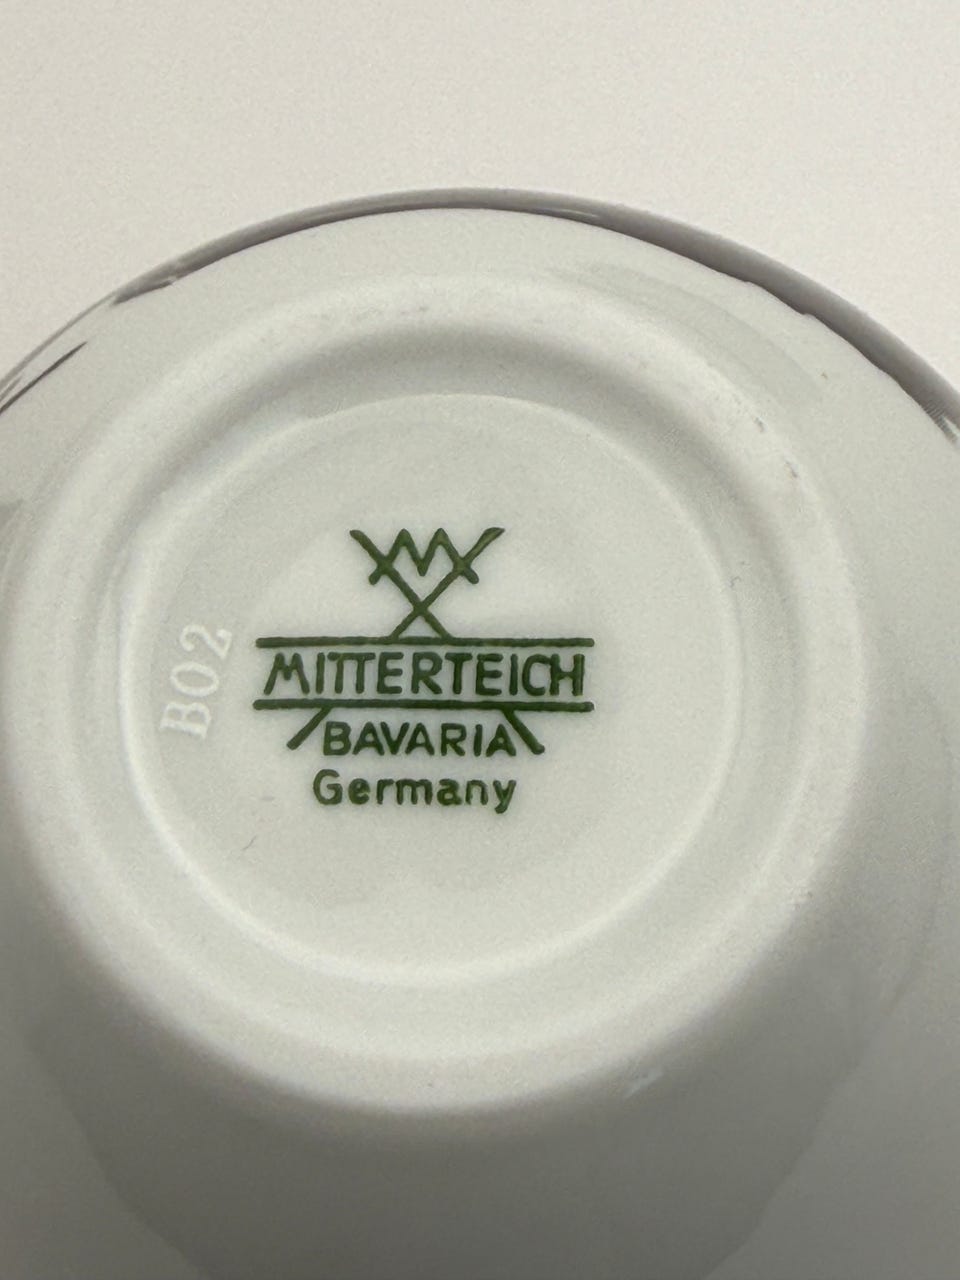 M
MITTERTEICH
BAVARIA
Germany
B02